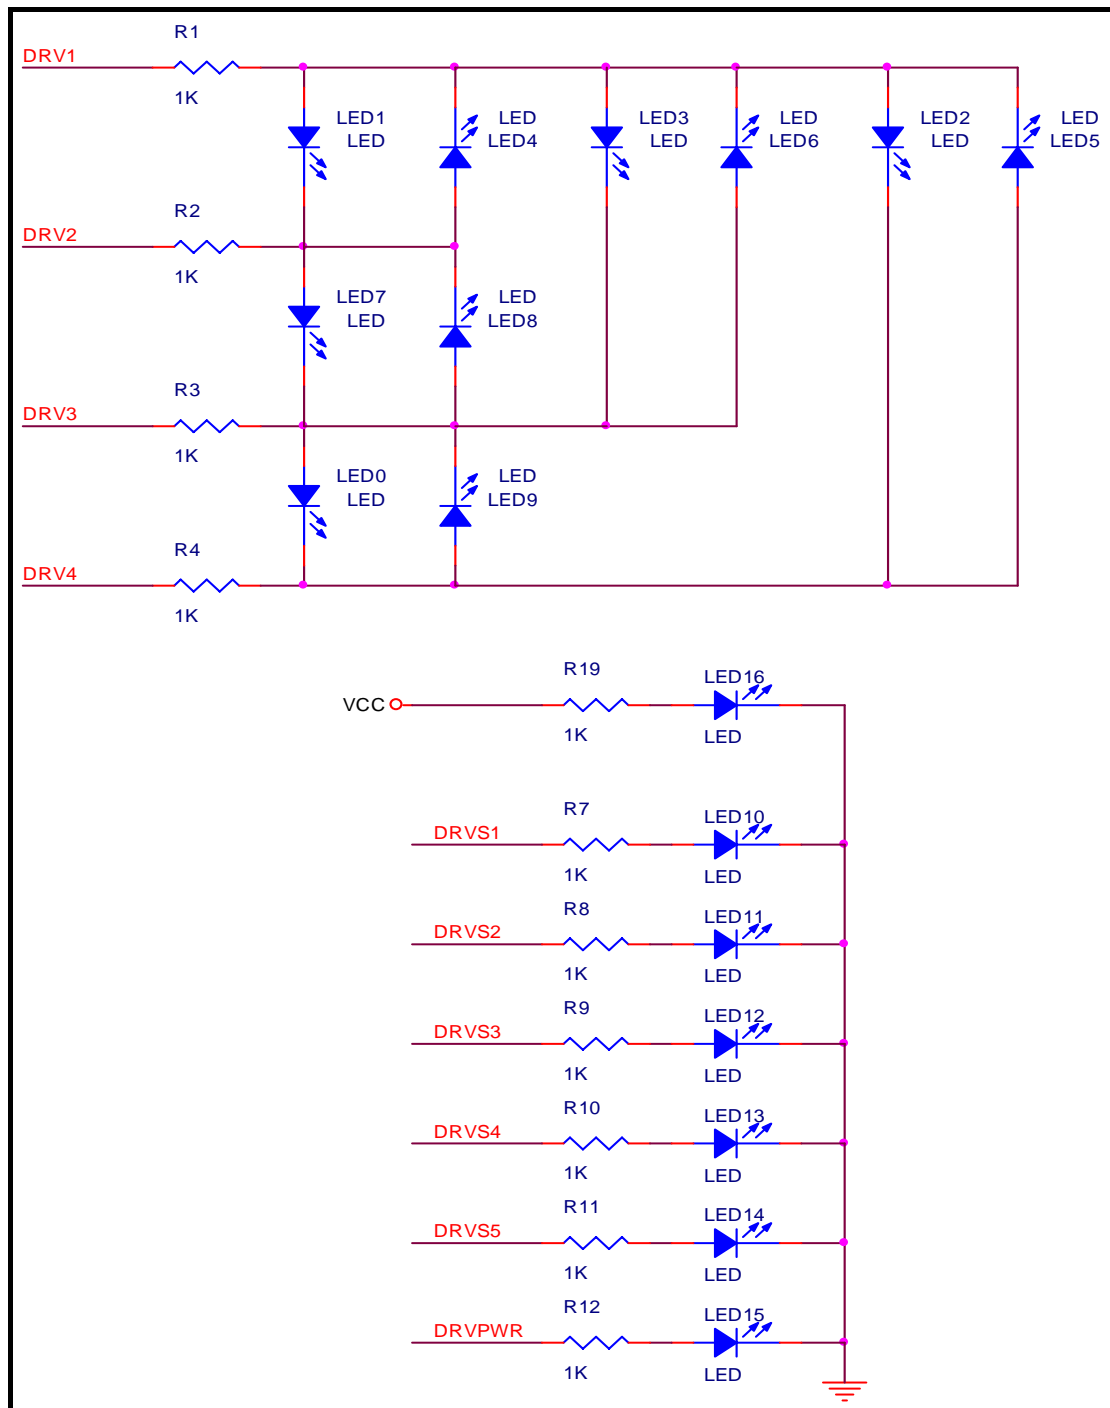 R1
DRV1
1K
LED1 LED LED3 LED LED2 LED
LED LED4 LED LED6 LED LED5
R2
DRV2
1K
LED7 LED
LED LED8
R3
DRV3
1K
LED0 LED
LED LED9
R4
DRV4
1K
R19 LED16
VCC
1K LED
R7 LED10
DRVS1
1K LED
R8 LED11
DRVS2
1K LED
R9 LED12
DRVS3
1K LED
R10 LED13
DRVS4
1K LED
R11 LED14
DRVS5
1K LED
R12 LED15
DRVPWR
1K LED